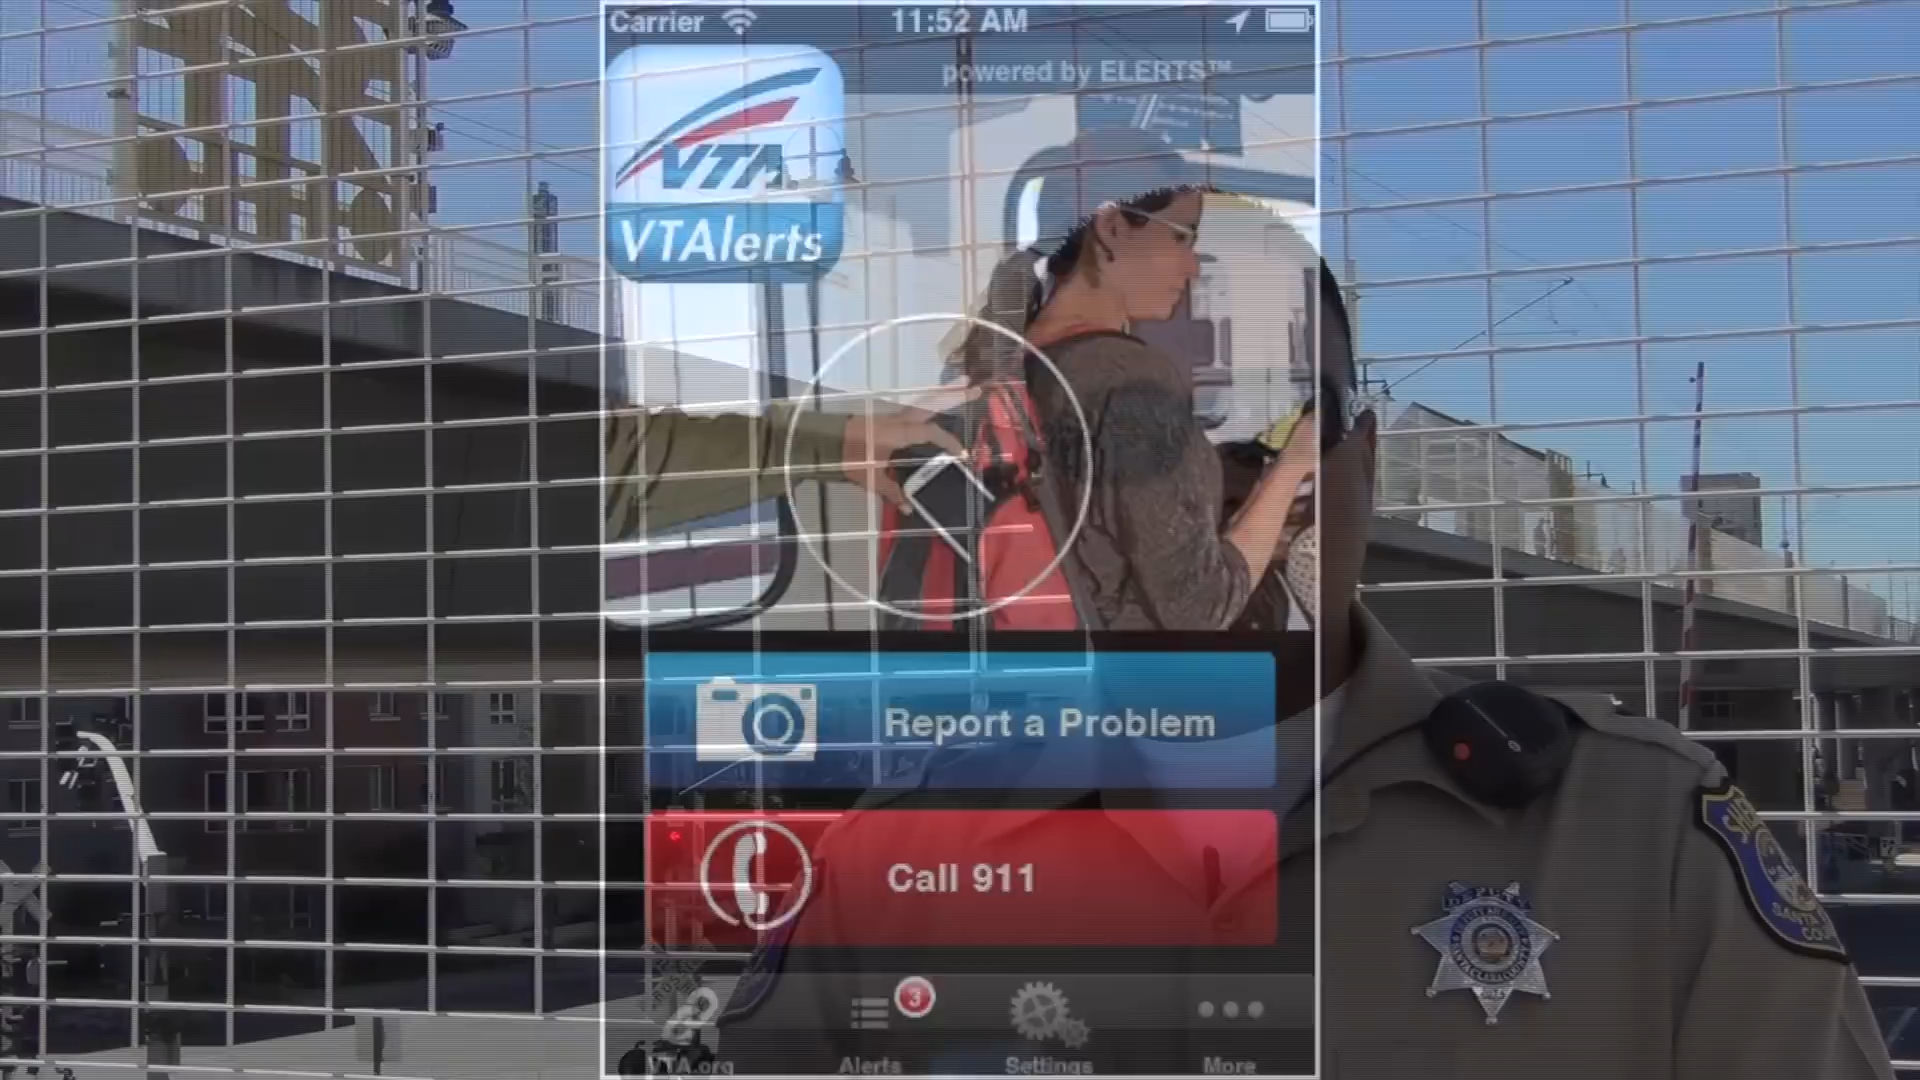 Carrier
11:52 AM
powered by ELERTS™
VTA
VTAlerts
Report a Problem
Call 911
3
VTA.org
Alerts
Settings
More